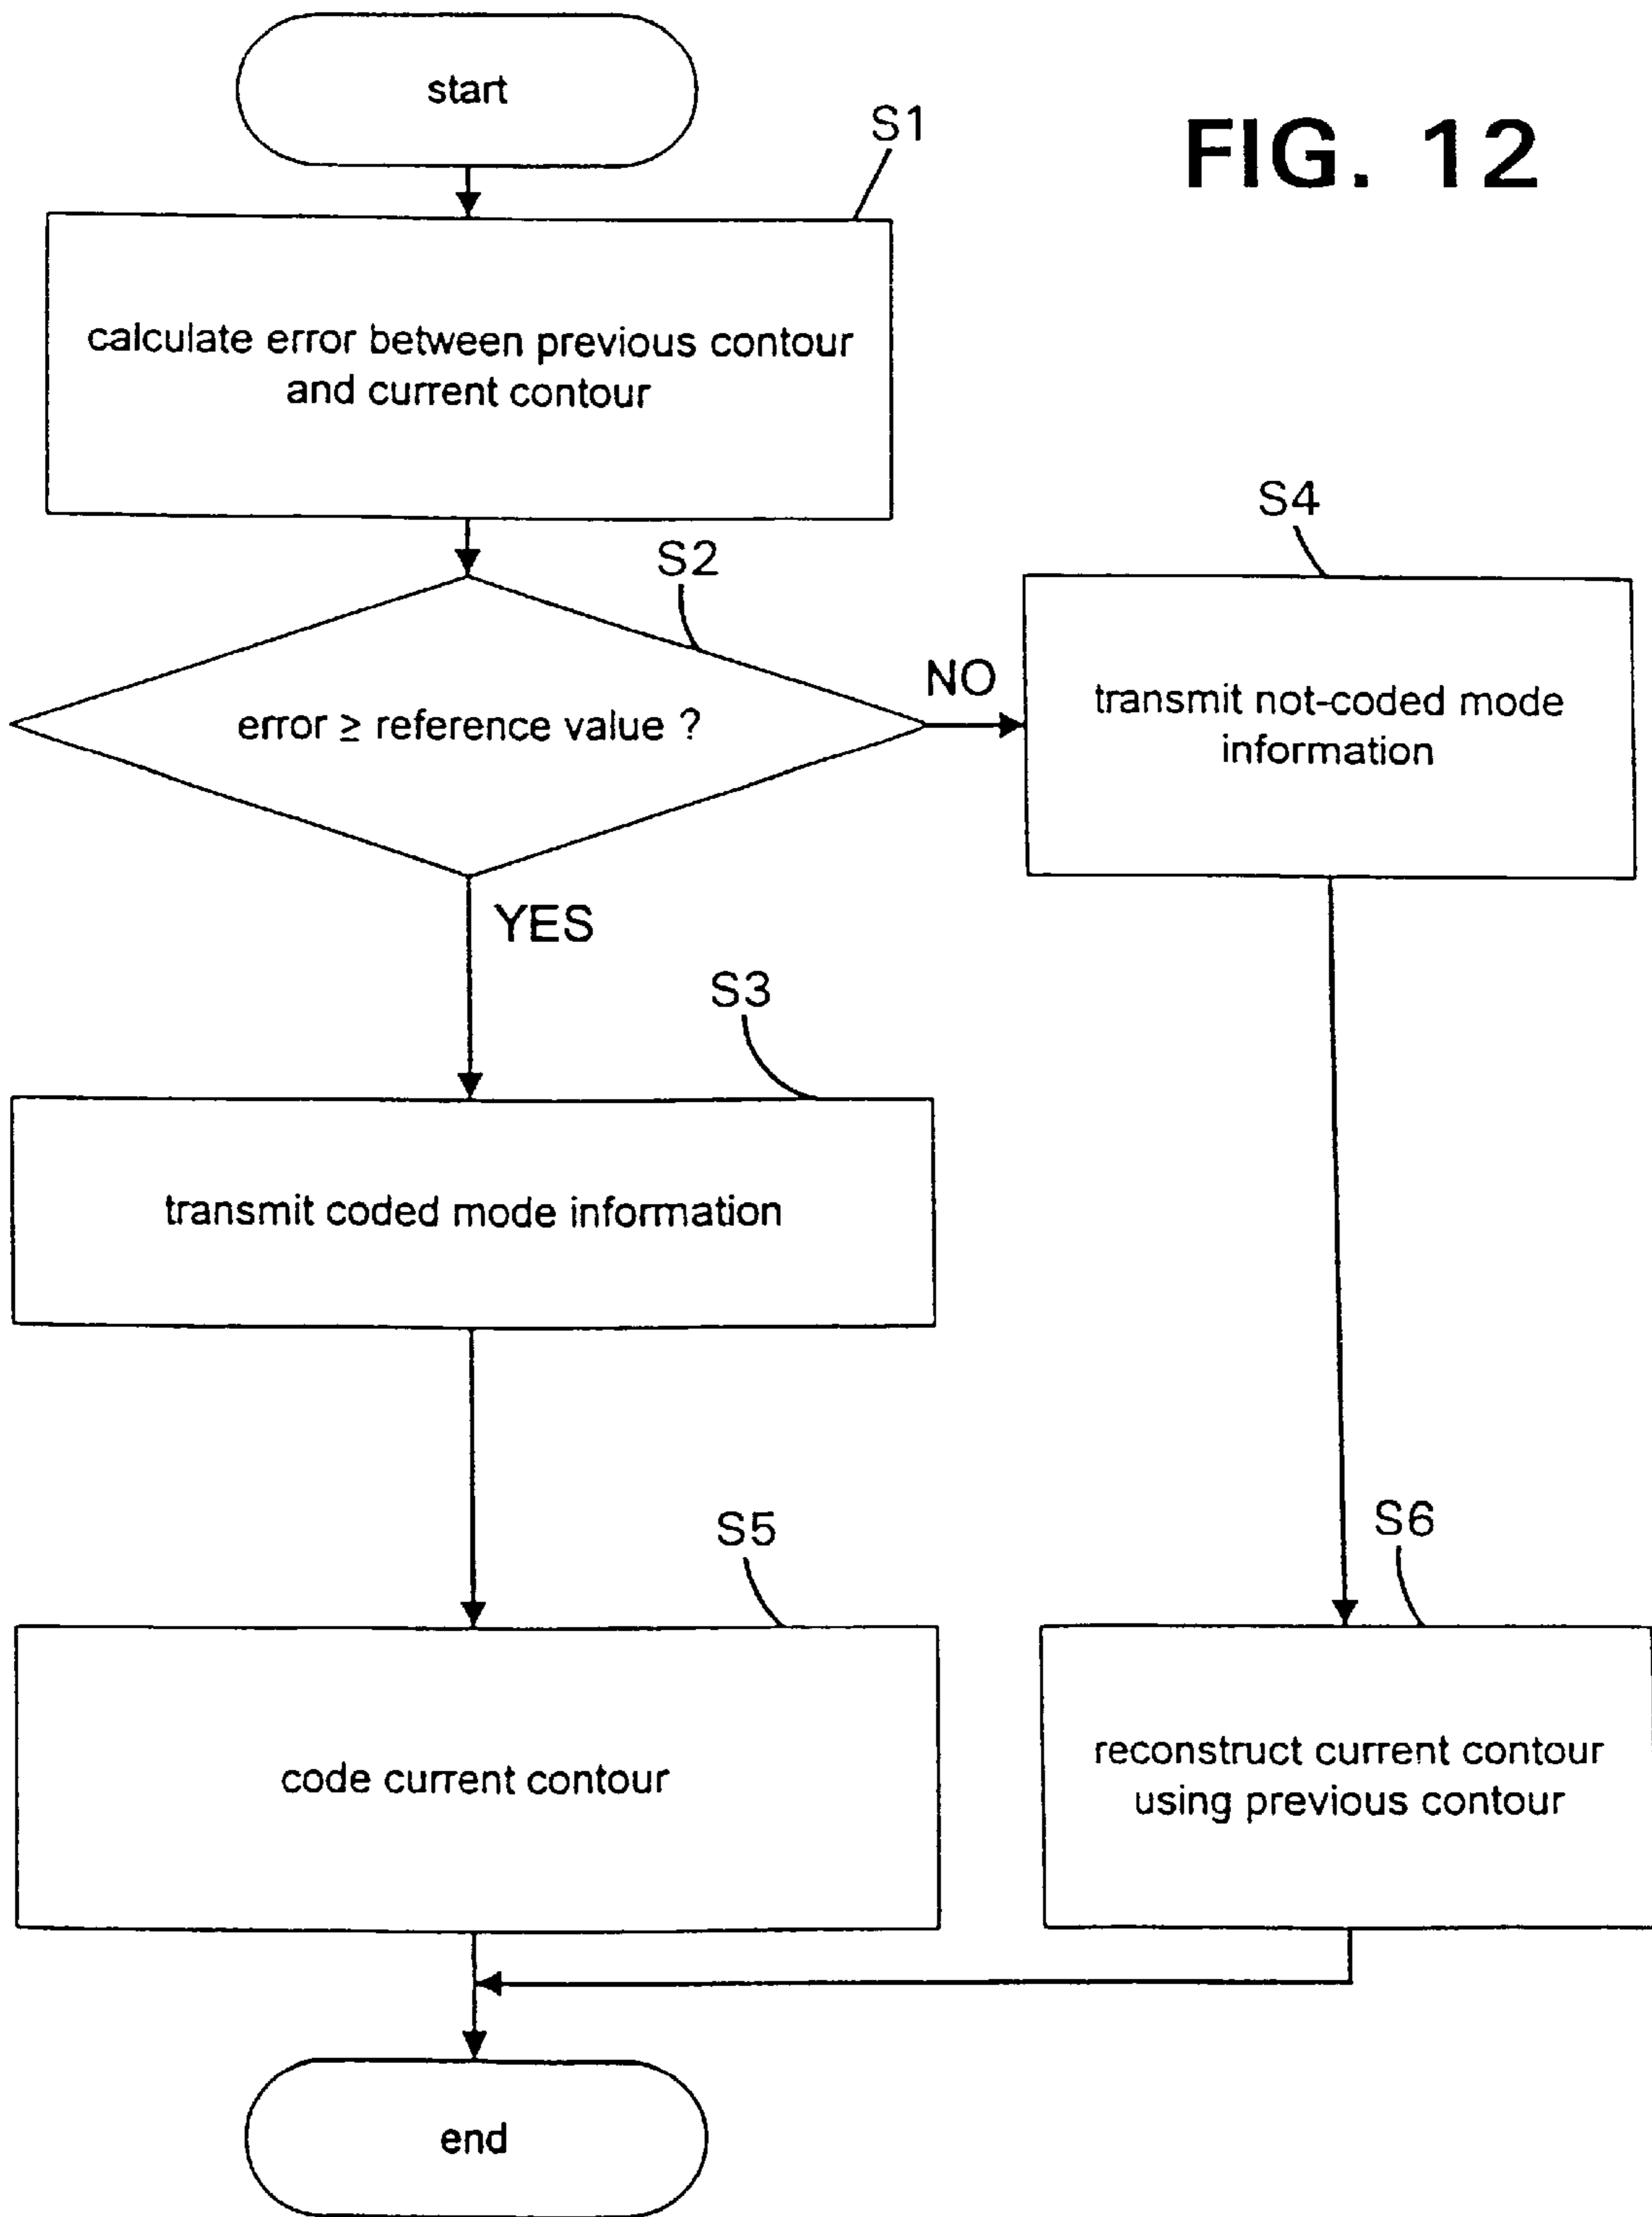 FIG. 12
start
S1
calculate error between previous contour
and current contour
S2
error ≥ reference value ?
NO
S4
transmit not-coded mode
information
YES
S3
transmit coded mode information
S5
code current contour
S6
reconstruct current contour
using previous contour
end